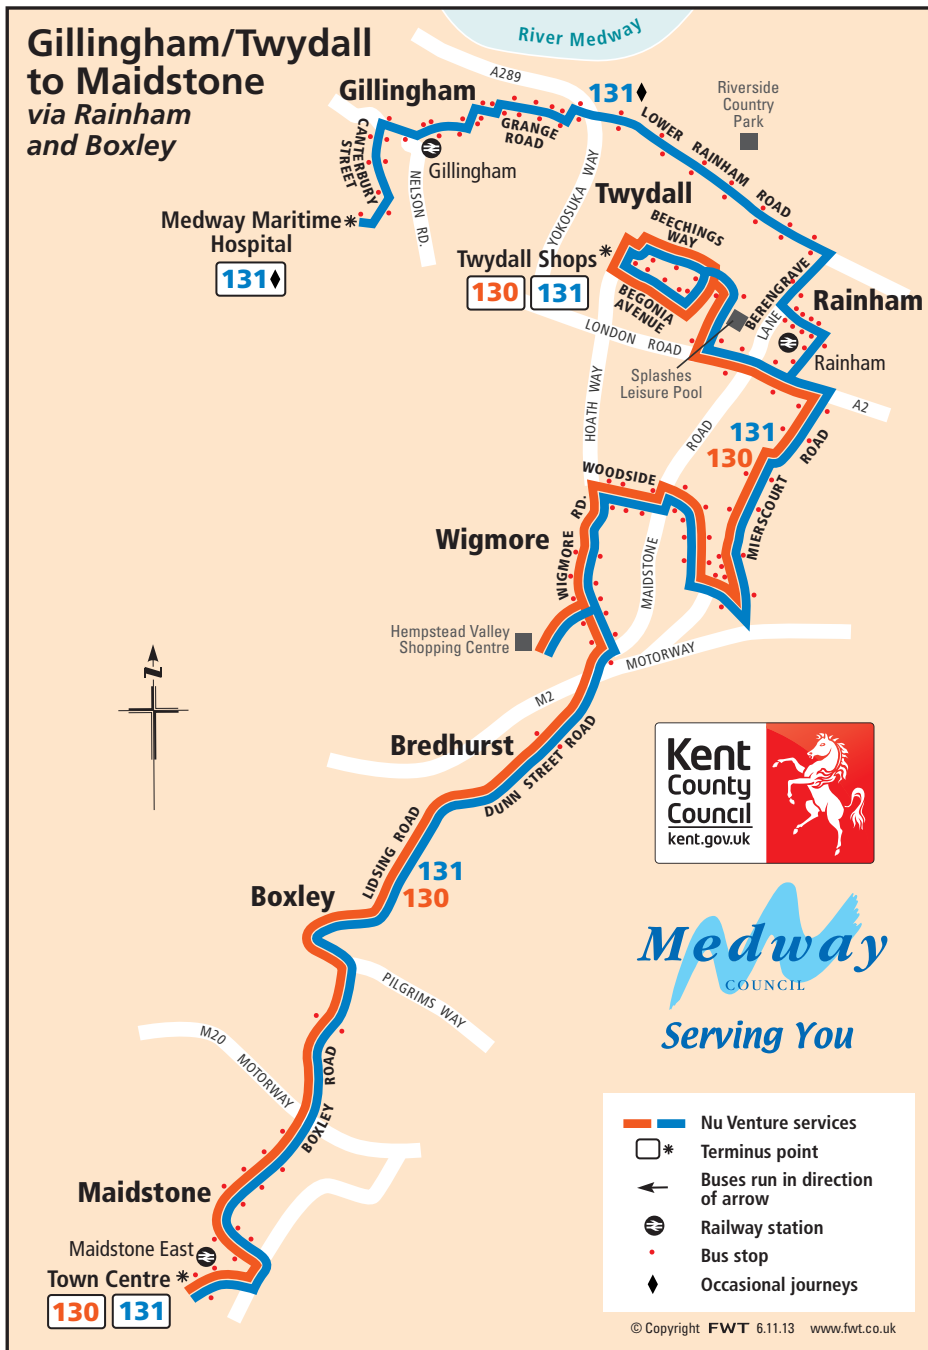 Gillingham/Twydall
to Maidstone
via Rainham
and Boxley
River Medway
A289
Gillingham
131
Riverside
Country
Park
GRANGE
ROAD
LOWER RAINHAM ROAD
CANTERBURY
STREET
Gillingham
NELSON RD.
YOKOSUKA WAY
Twydall
BEECHINGS
WAY
Medway Maritime
Hospital
131
Twydall Shops
130 131
BEGONIA
AVENUE
BERENGRAVE
LANE
Rainham
Rainham
LONDON ROAD
Splashes
Leisure Pool
A2
HOATH WAY
131
130
MIERSCOURT ROAD
WOODSIDE
Wigmore
WIGMORE RD.
MAIDSTONE ROAD
Hempstead Valley
Shopping Centre
M2 MOTORWAY
Bredhurst
DUNN STREET ROAD
LIDSING ROAD
131
130
Boxley
PILGRIMS WAY
M20 MOTORWAY
BOXLEY ROAD
Maidstone
Maidstone East
Town Centre
130 131
Kent
County
Council
kent.gov.uk
Medway
COUNCIL
Serving You
Nu Venture services
Terminus point
Buses run in direction
of arrow
Railway station
Bus stop
Occasional journeys
© Copyright FWT 6.11.13 www.fwt.co.uk